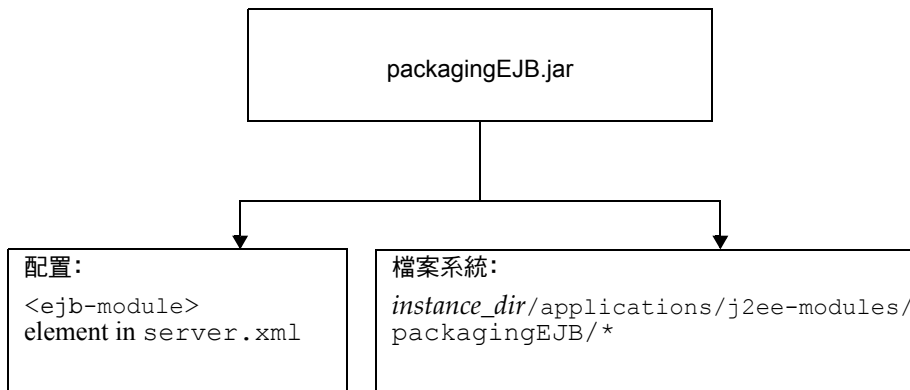 packagingEJB.jar
配置：
<ejb-module>
element in server.xml
檔案系統：
instance_dir/applications/j2ee-modules/
packagingEJB/*